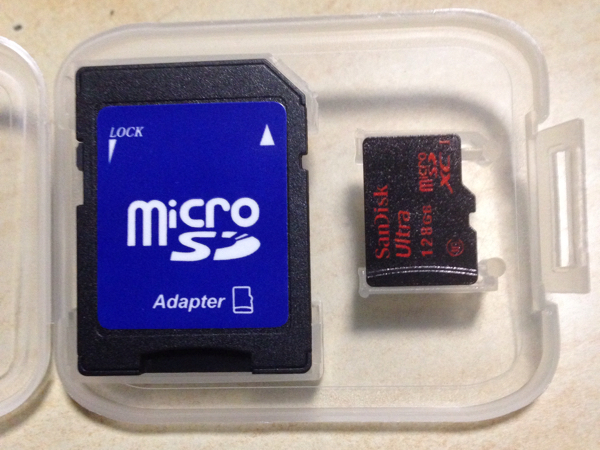 LOCK
micro
SD
Adapter
SanDisk
Ultra
128GB
micro
SD
XC I